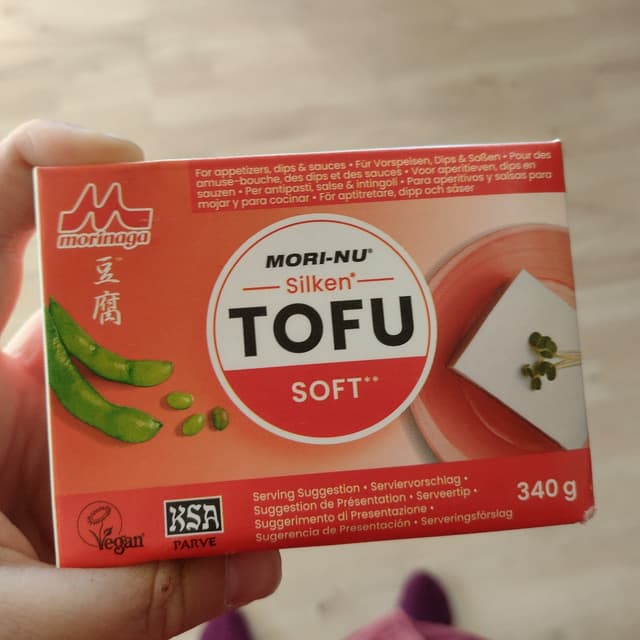 For appetizers, dips & sauces • Für Vorspeisen, Dips & Soßen • Pour des
amuse-bouche, des dips et des sauces • Voor aperitieven, dips en
sauzen • Per antipasti, salse & intingoli • Para aperitivos y salsas para
mojar y para cocinar • För aptitretare, dipp och såser
morinaga
豆腐
MORI-NU®
Silken*
TOFU
SOFT**
Vegan
KSA
PARVE
Serving Suggestion • Serviervorschlag •
Suggestion de Présentation • Serveertip •
Suggerimento di Presentazione •
Sugerencia de Presentación • Serveringsförslag
340 g